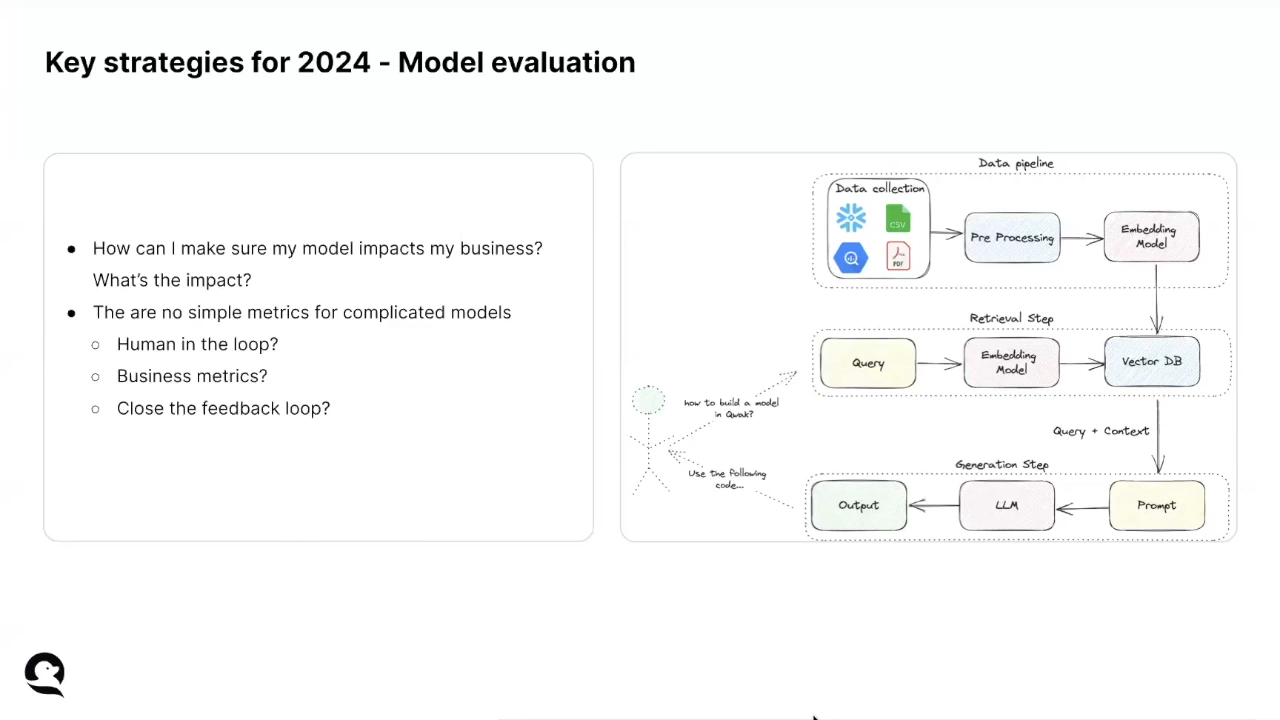 Key strategies for 2024 - Model evaluation
How can I make sure my model impacts my business?
What's the impact?
The are no simple metrics for complicated models
Human in the loop?
Business metrics?
Close the feedback loop?
Data pipeline
Data collection
CSV
PDF
Pre Processing
Embedding
Model
Retrieval Step
Query
Embedding
Model
Vector DB
how to build a model
in Qwak?
Query + Context
Use the following
code...
Generation Step
Output
LLM
Prompt